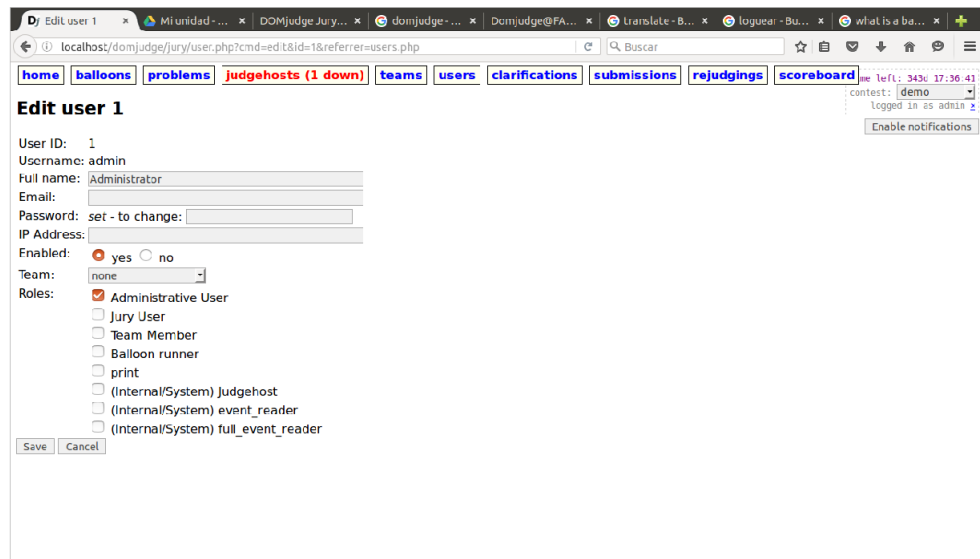 Dj Edit user 1 × Mi unidad - ... × DOMjudge Jury... × domjudge - ... × Domjudge@FA... × translate - B... × loguear - Bu... × what is a ba... ×
localhost/domjudge/jury/user.php?cmd=edit&id=1&referrer=users.php Buscar
home balloons problems judgehosts (1 down) teams users clarifications submissions rejudgings scoreboard me left: 343d 17:36:41
contest: demo
logged in as admin ×
Enable notifications
Edit user 1
User ID: 1
Username: admin
Full name: Administrator
Email:
Password: set - to change:
IP Address:
Enabled: yes no
Team: none
Roles: Administrative User
Jury User
Team Member
Balloon runner
print
(Internal/System) Judgehost
(Internal/System) event_reader
(Internal/System) full_event_reader
Save Cancel